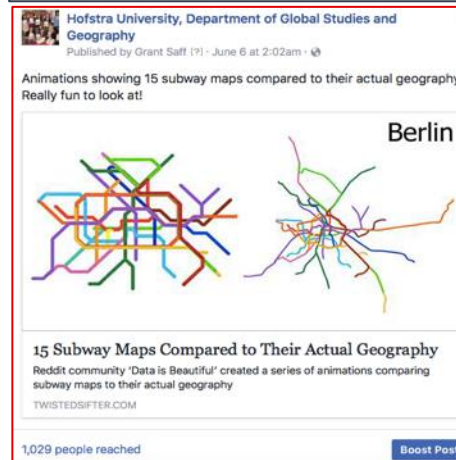 Hofstra University, Department of Global Studies and
Geography
Published by Grant Saff [?] · June 6 at 2:02am ·
Animations showing 15 subway maps compared to their actual geography
Really fun to look at!
Berlin
15 Subway Maps Compared to Their Actual Geography
Reddit community 'Data is Beautiful' created a series of animations comparing
subway maps to their actual geography
TWISTEDSIFTER.COM
1,029 people reached
Boost Post